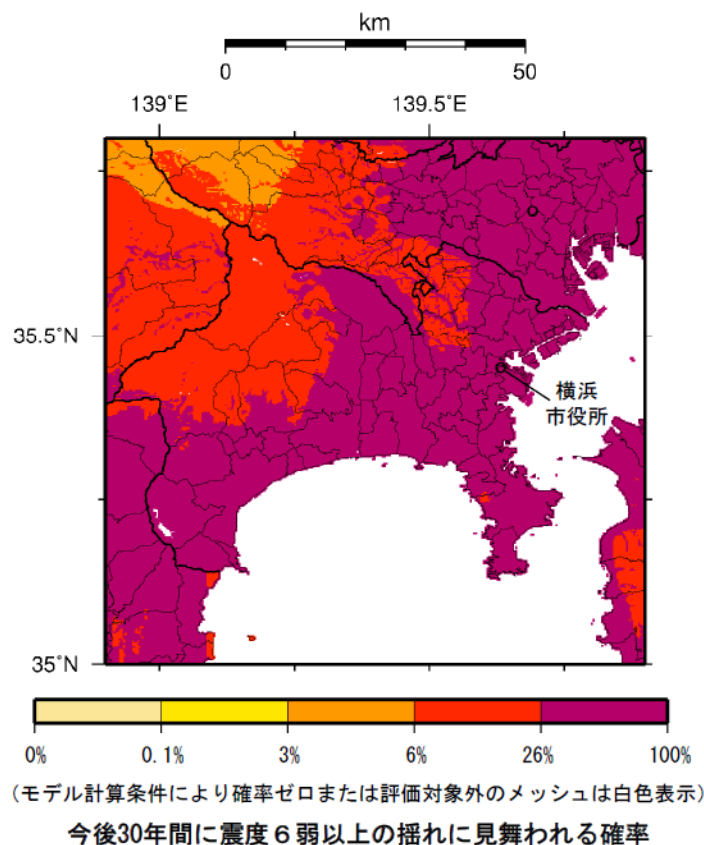 km
0 50
139°E 139.5°E
35.5°N
横浜
市役所
35°N
0% 0.1% 3% 6% 26% 100%
(モデル計算条件により確率ゼロまたは評価対象外のメッシュは白色表示)
今後30年間に震度6弱以上の揺れに見舞われる確率